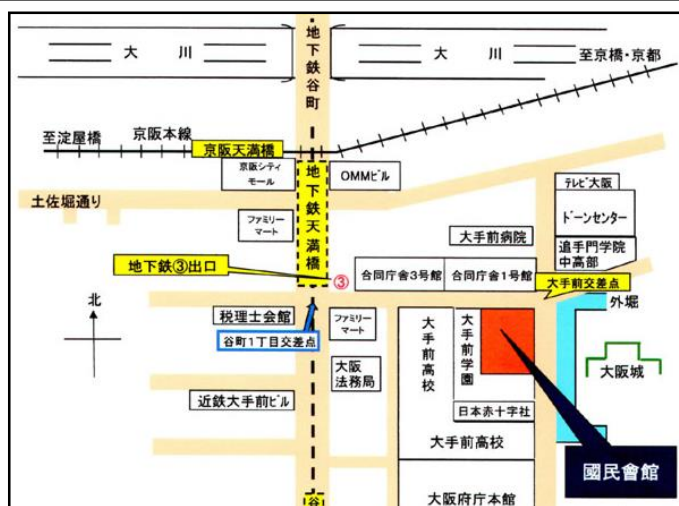 大 川
地下鉄谷町
大 川
至京橋・京都
至淀屋橋
京阪本線
京阪天満橋
京阪シティ
モール
地下鉄天満橋
OMMビル
土佐堀通り
ファミリー
マート
テレビ大阪
ドーンセンター
大手前病院
追手門学院
中高部
地下鉄③出口
③
合同庁舎3号館
合同庁舎1号館
大手前交差点
北
外堀
税理士会館
谷町1丁目交差点
ファミリー
マート
大手前高校
大手前学園
大阪
法務局
大阪城
近鉄大手前ビル
日本赤十字社
大手前高校
國民會館
大阪府庁本館
谷